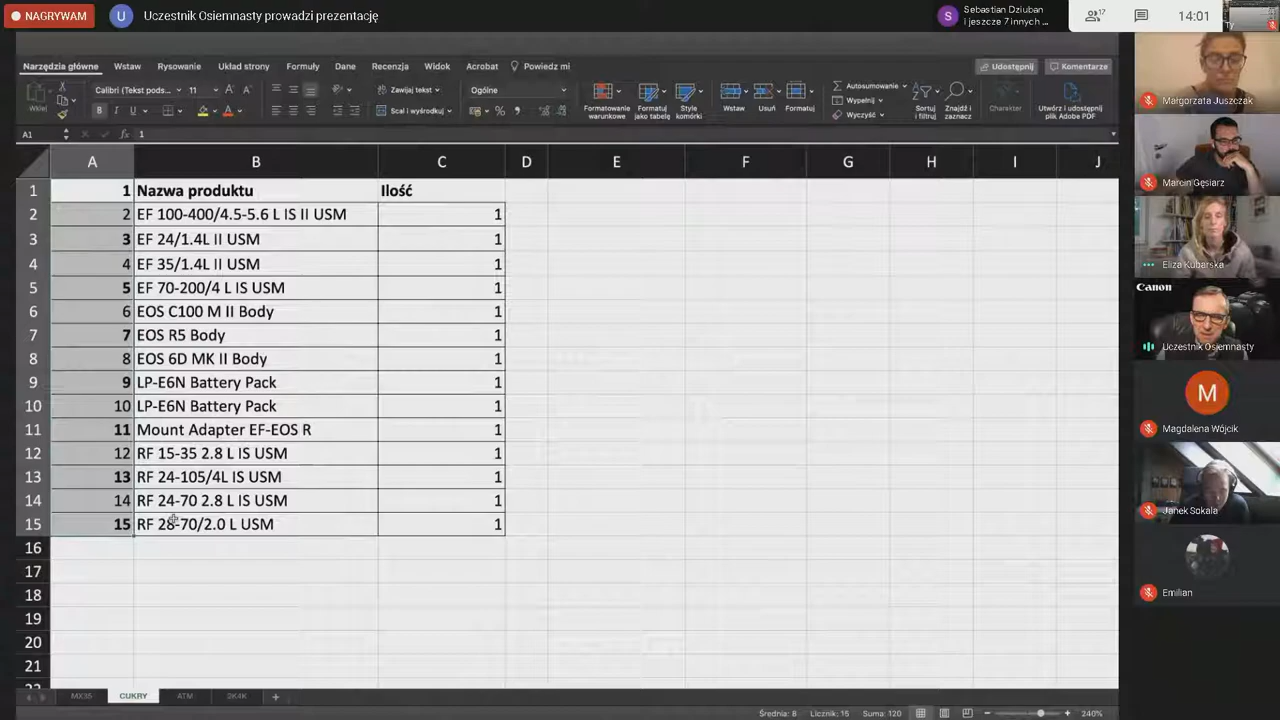 NAGRYWAM
U
Uczestnik Osiemnasty prowadzi prezentację
S
Sebastian Dziuban
i jeszcze 7 innych ...
17
14:01
Ty
Narzędzia główne Wstaw Rysowanie Układ strony Formuły Dane Recenzja Widok Acrobat Powiedz mi
Udostępnij Komentarze
Wklej
Calibri (Tekst pods... 11
Zawijaj tekst
Ogólne
Autosumowanie
Wypełnij
Wyczyść
B I U
Scal i wyśrodkuj
Formatowanie warunkowe
Formatuj jako tabelę
Style komórki
Wstaw
Usuń
Formatuj
Sortuj i filtruj
Znajdź i zaznacz
Charakter
Utwórz i udostępnij plik Adobe PDF
A1 fx 1
A B C D E F G H I J
1 1 Nazwa produktu Ilość
2 2 EF 100-400/4.5-5.6 L IS II USM 1
3 3 EF 24/1.4L II USM 1
4 4 EF 35/1.4L II USM 1
5 5 EF 70-200/4 L IS USM 1
6 6 EOS C100 M II Body 1
7 7 EOS R5 Body 1
8 8 EOS 6D MK II Body 1
9 9 LP-E6N Battery Pack 1
10 10 LP-E6N Battery Pack 1
11 11 Mount Adapter EF-EOS R 1
12 12 RF 15-35 2.8 L IS USM 1
13 13 RF 24-105/4L IS USM 1
14 14 RF 24-70 2.8 L IS USM 1
15 15 RF 28-70/2.0 L USM 1
16
17
18
19
20
21
MX35 CUKRY ATM DK4K +
Średnia: 8 Licznik: 15 Suma: 120 240%
Małgorzata Juszczak
Marcin Gęsiarz
Eliza Kubarska
Canon
Uczestnik Osiemnasty
M
Magdalena Wójcik
Janek Sokala
Emilian